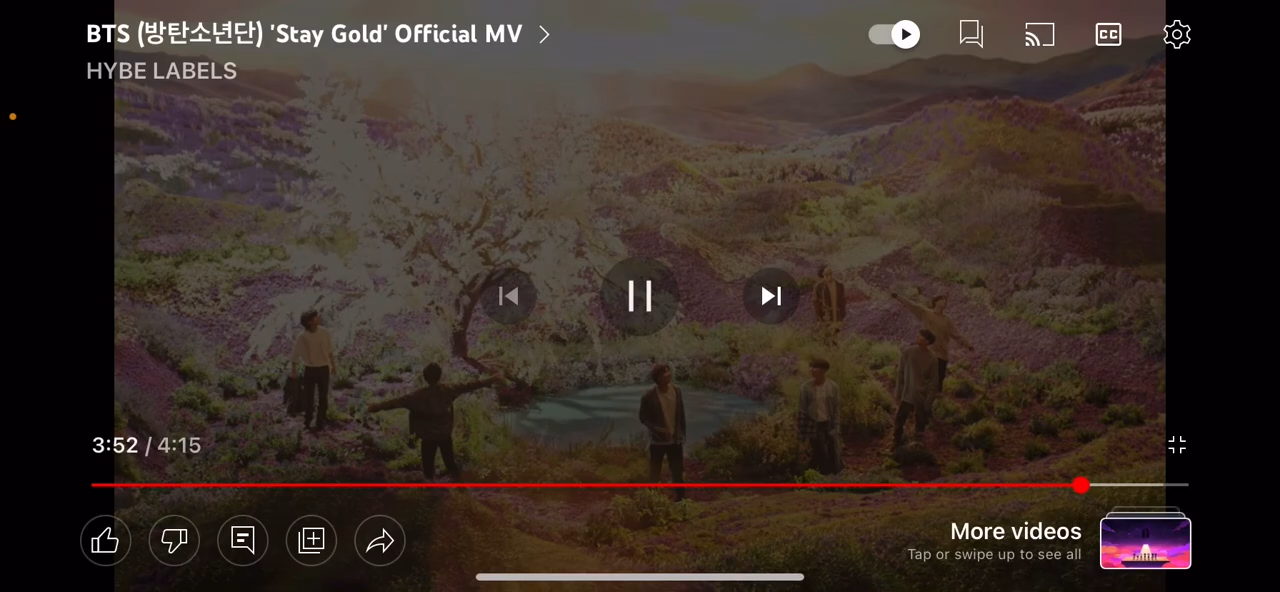 BTS (방탄소년단) 'Stay Gold' Official MV
HYBE LABELS
CC
3:52 / 4:15
More videos
Tap or swipe up to see all